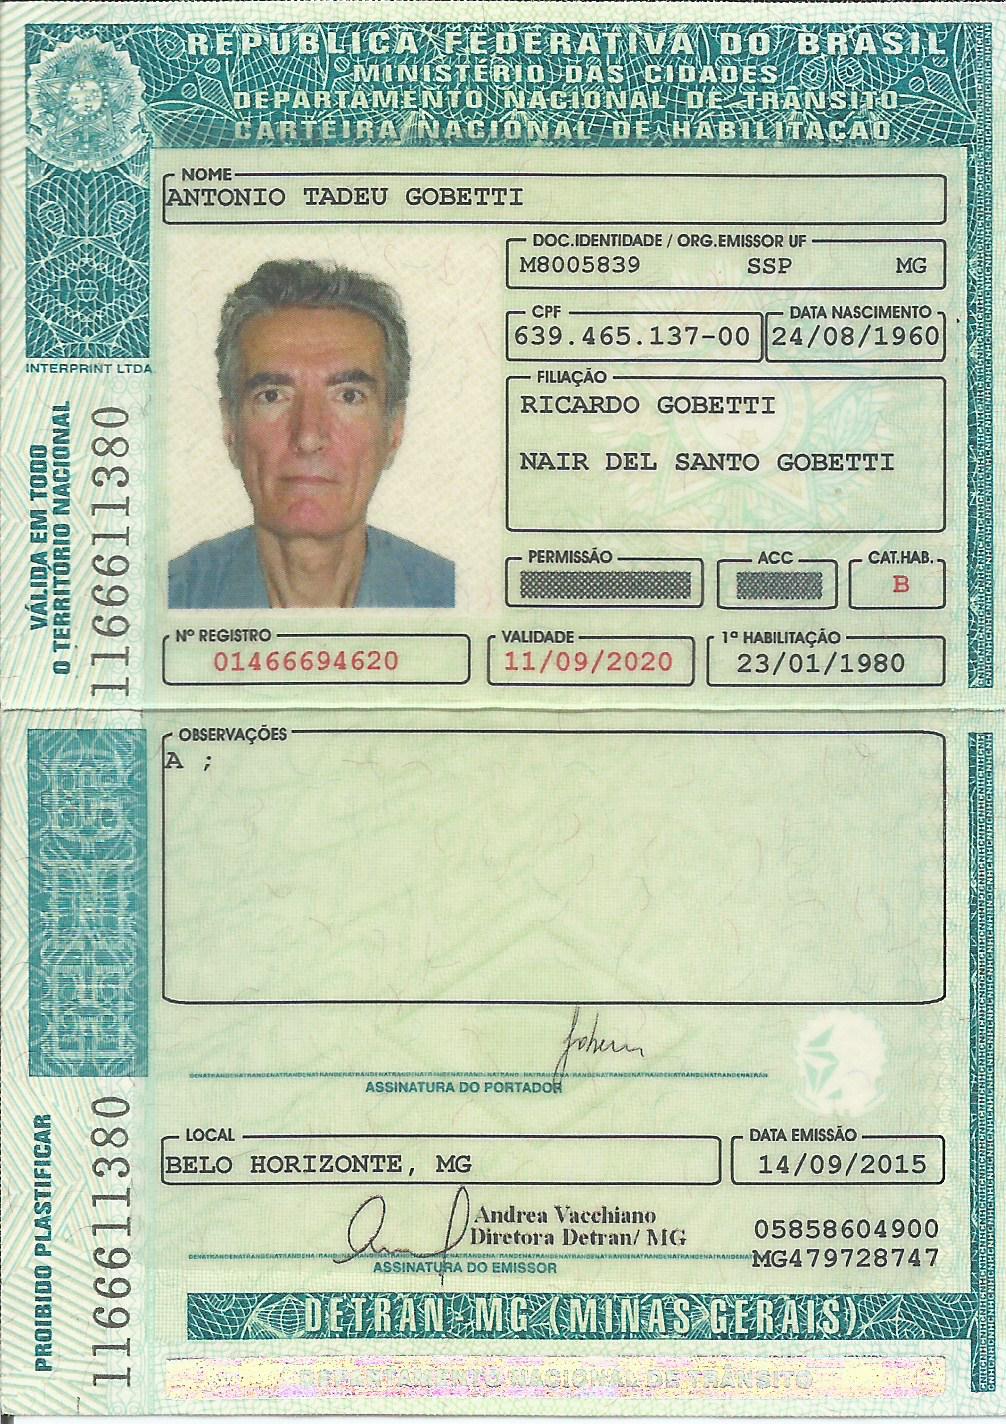 REPÚBLICA FEDERATIVA DO BRASIL
MINISTÉRIO DAS CIDADES
DEPARTAMENTO NACIONAL DE TRÂNSITO
CARTEIRA NACIONAL DE HABILITAÇÃO
NOME
ANTONIO TADEU GOBETTI
DOC.IDENTIDADE / ORG.EMISSOR UF
M8005839 SSP MG
CPF
639.465.137-00
DATA NASCIMENTO
24/08/1960
FILIAÇÃO
RICARDO GOBETTI
NAIR DEL SANTO GOBETTI
PERMISSÃO
ACC
CAT.HAB.
B
Nº REGISTRO
01466694620
VALIDADE
11/09/2020
1ª HABILITAÇÃO
23/01/1980
INTERPRINT LTDA
VÁLIDA EM TODO
O TERRITÓRIO NACIONAL
1166611380
OBSERVAÇÕES
A ;
ASSINATURA DO PORTADOR
LOCAL
BELO HORIZONTE, MG
DATA EMISSÃO
14/09/2015
Andrea Vacchiano
Diretora Detran/ MG
ASSINATURA DO EMISSOR
05858604900
MG479728747
PROIBIDO PLASTIFICAR
1166611380
DETRAN-MG (MINAS GERAIS)
DEPARTAMENTO NACIONAL DE TRÂNSITO